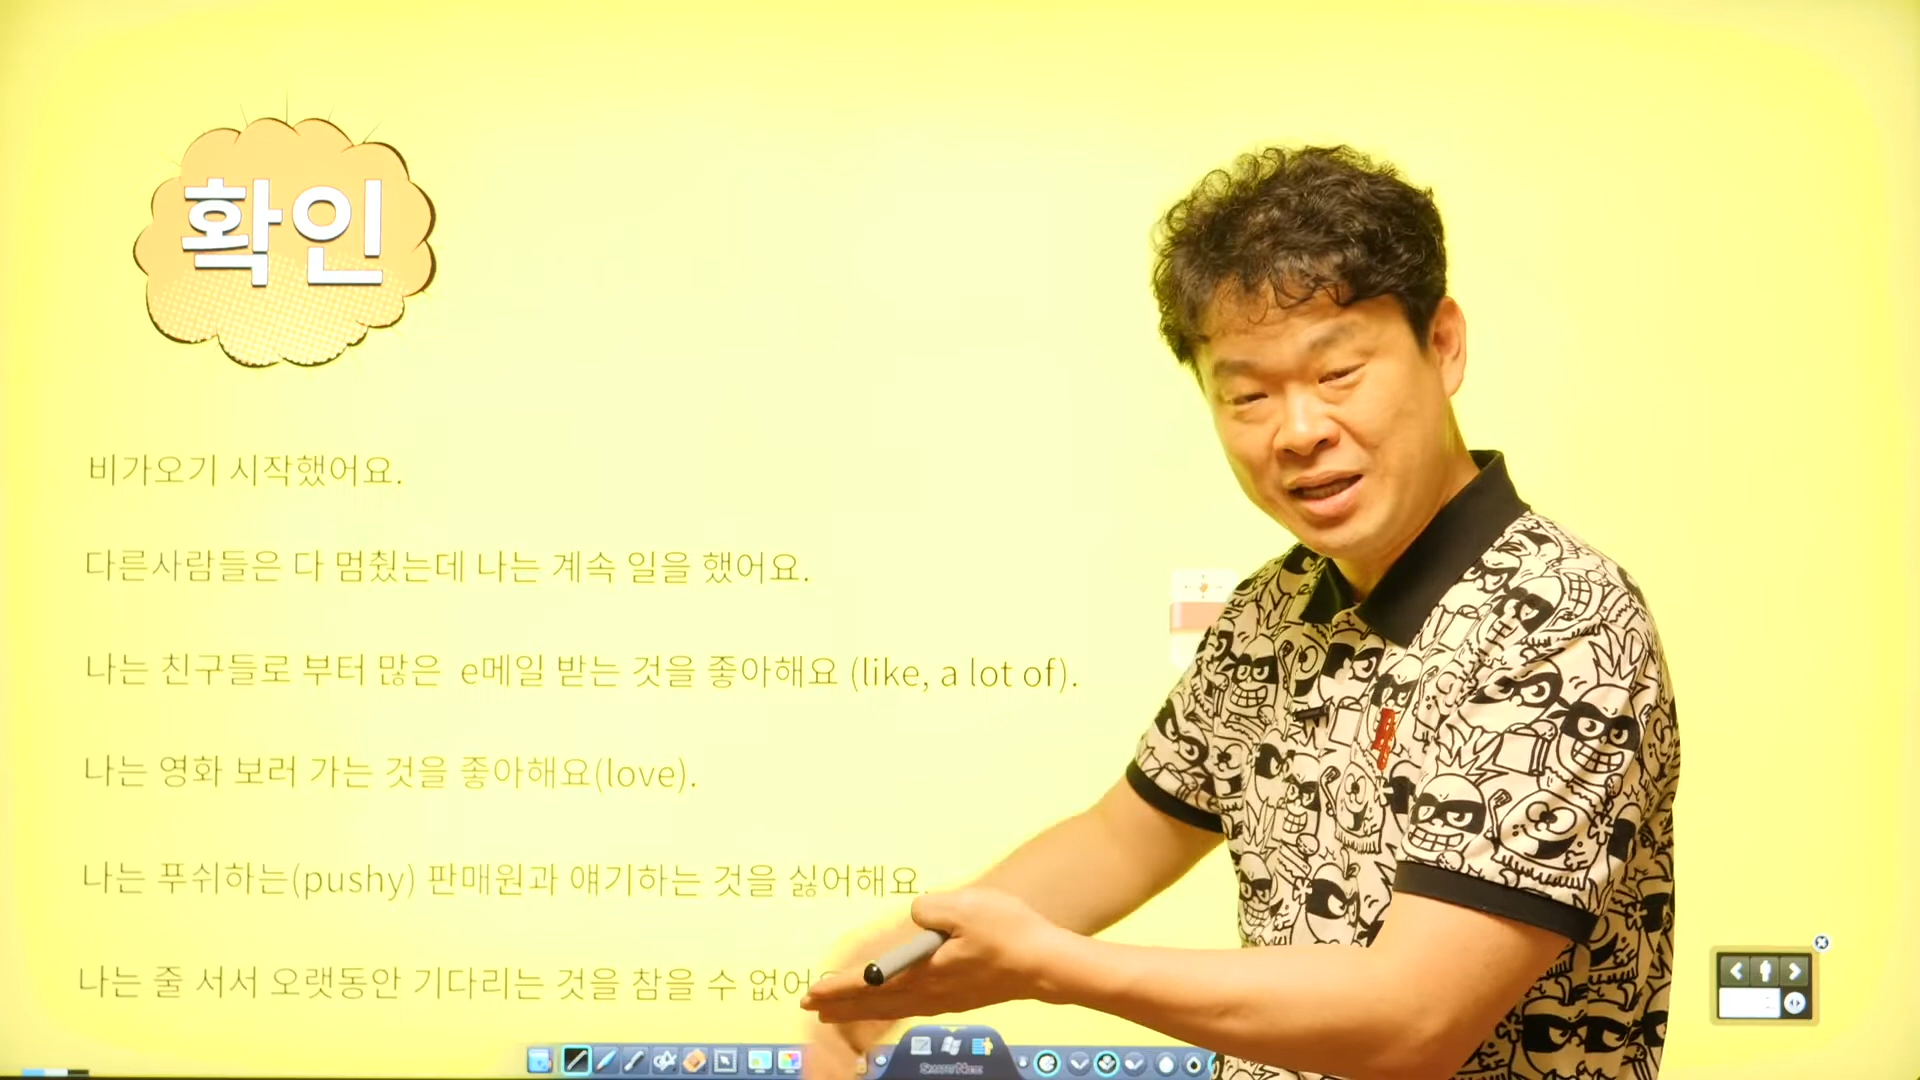 확인
비가오기 시작했어요.
다른사람들은 다 멈췄는데 나는 계속 일을 했어요.
나는 친구들로 부터 많은 e메일 받는 것을 좋아해요 (like, a lot of).
나는 영화 보러 가는 것을 좋아해요(love).
나는 푸쉬하는(pushy) 판매원과 얘기하는 것을 싫어해요.
나는 줄 서서 오랫동안 기다리는 것을 참을 수 없어